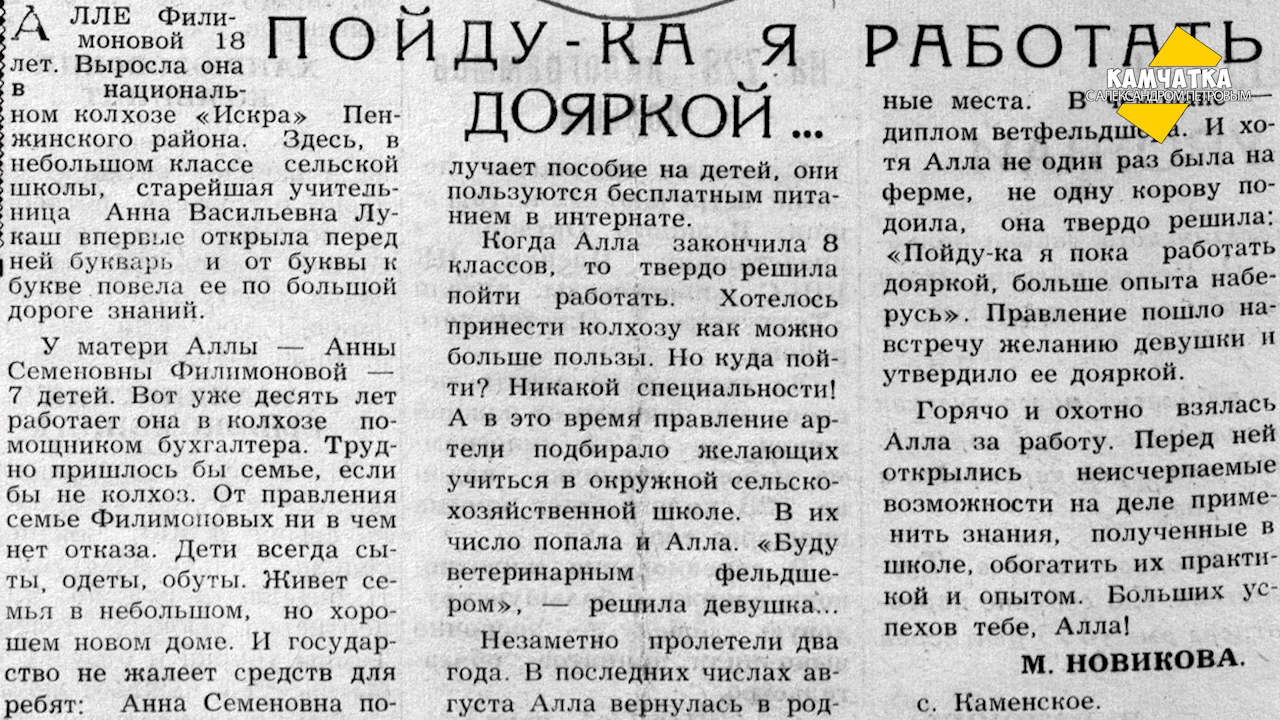 ПОЙДУ-КА Я РАБОТАТЬ
ДОЯРКОЙ...
АЛЛЕ Фили-
моновой 18
лет. Выросла она
в националь-
ном колхозе «Искра» Пен-
жинского района. Здесь, в
небольшом классе сельской
школы, старейшая учитель-
ница Анна Васильевна Лу-
каш впервые открыла перед
ней букварь и от буквы к
букве повела ее по большой
дороге знаний.
У матери Аллы — Анны
Семеновны Филимоновой —
7 детей. Вот уже десять лет
работает она в колхозе по-
мощником бухгалтера. Труд-
но пришлось бы семье, если
бы не колхоз. От правления
семье Филимоновых ни в чем
нет отказа. Дети всегда сы-
ты, одеты, обуты. Живет се-
мья в небольшом, но хоро-
шем новом доме. И государ-
ство не жалеет средств для
ребят: Анна Семеновна по-
лучает пособие на детей, они
пользуются бесплатным пита-
нием в интернате.
Когда Алла закончила 8
классов, то твердо решила
пойти работать. Хотелось
принести колхозу как можно
больше пользы. Но куда пой-
ти? Никакой специальности!
А в это время правление ар-
тели подбирало желающих
учиться в окружной сельско-
хозяйственной школе. В их
число попала и Алла. «Буду
ветеринарным фельдше-
ром», — решила девушка...
Незаметно пролетели два
года. В последних числах ав-
густа Алла вернулась в род-
ные места. В —
диплом ветфельдшера. И хо-
тя Алла не один раз была на
ферме, не одну корову по-
доила, она твердо решила:
«Пойду-ка я пока работать
дояркой, больше опыта набе-
русь». Правление пошло на-
встречу желанию девушки и
утвердило ее дояркой.
Горячо и охотно взялась
Алла за работу. Перед ней
открылись неисчерпаемые
возможности на деле приме-
нить знания, полученные в
школе, обогатить их практи-
кой и опытом. Больших ус-
пехов тебе, Алла!
М. НОВИКОВА.
с. Каменское.
КАМЧАТКА
С АЛЕКСАНДРОМ ПЕТРОВЫМ